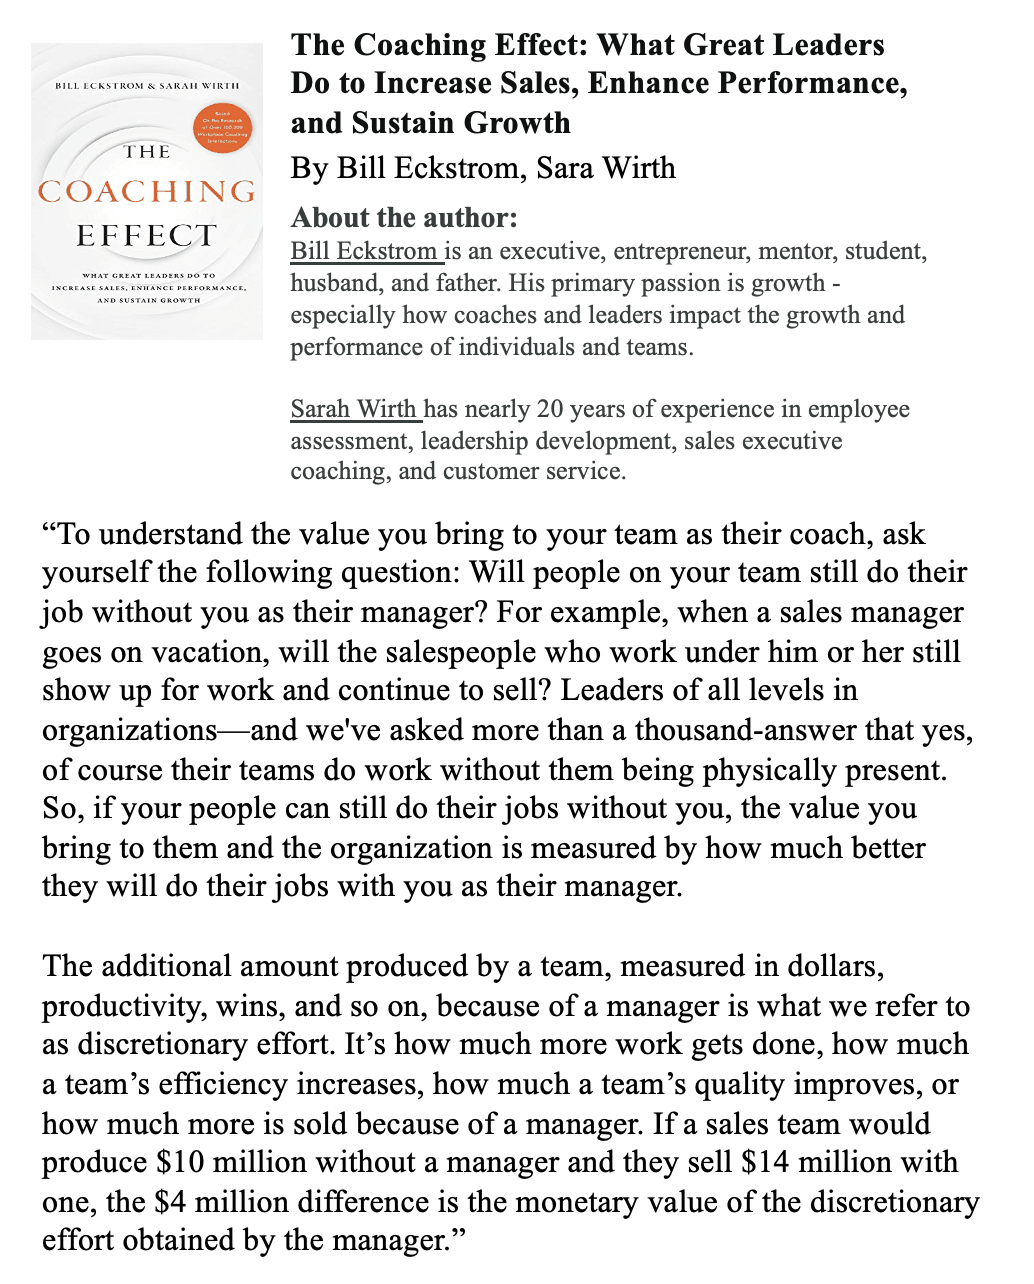 BILL ECKSTROM & SARAH WIRTH
Based
On the Research
of Over 100,000
Workplace Coaching
Interactions
THE
COACHING
EFFECT
WHAT GREAT LEADERS DO TO
INCREASE SALES, ENHANCE PERFORMANCE,
AND SUSTAIN GROWTH
The Coaching Effect: What Great Leaders
Do to Increase Sales, Enhance Performance,
and Sustain Growth
By Bill Eckstrom, Sara Wirth
About the author:
Bill Eckstrom is an executive, entrepreneur, mentor, student,
husband, and father. His primary passion is growth -
especially how coaches and leaders impact the growth and
performance of individuals and teams.
Sarah Wirth has nearly 20 years of experience in employee
assessment, leadership development, sales executive
coaching, and customer service.
“To understand the value you bring to your team as their coach, ask
yourself the following question: Will people on your team still do their
job without you as their manager? For example, when a sales manager
goes on vacation, will the salespeople who work under him or her still
show up for work and continue to sell? Leaders of all levels in
organizations—and we've asked more than a thousand-answer that yes,
of course their teams do work without them being physically present.
So, if your people can still do their jobs without you, the value you
bring to them and the organization is measured by how much better
they will do their jobs with you as their manager.
The additional amount produced by a team, measured in dollars,
productivity, wins, and so on, because of a manager is what we refer to
as discretionary effort. It’s how much more work gets done, how much
a team’s efficiency increases, how much a team’s quality improves, or
how much more is sold because of a manager. If a sales team would
produce $10 million without a manager and they sell $14 million with
one, the $4 million difference is the monetary value of the discretionary
effort obtained by the manager.”